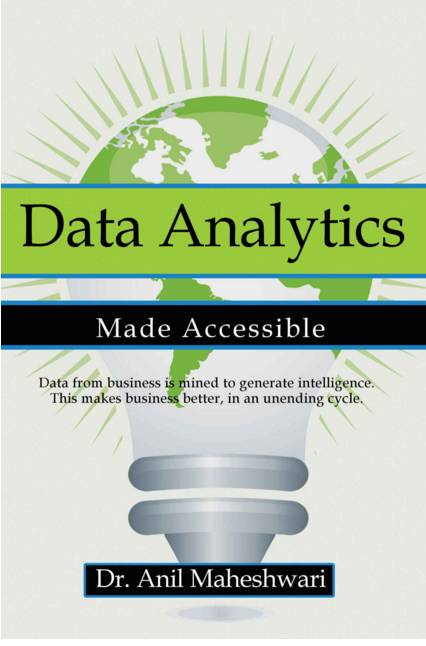 Data Analytics
Made Accessible
Data from business is mined to generate intelligence.
This makes business better, in an unending cycle.
Dr. Anil Maheshwari